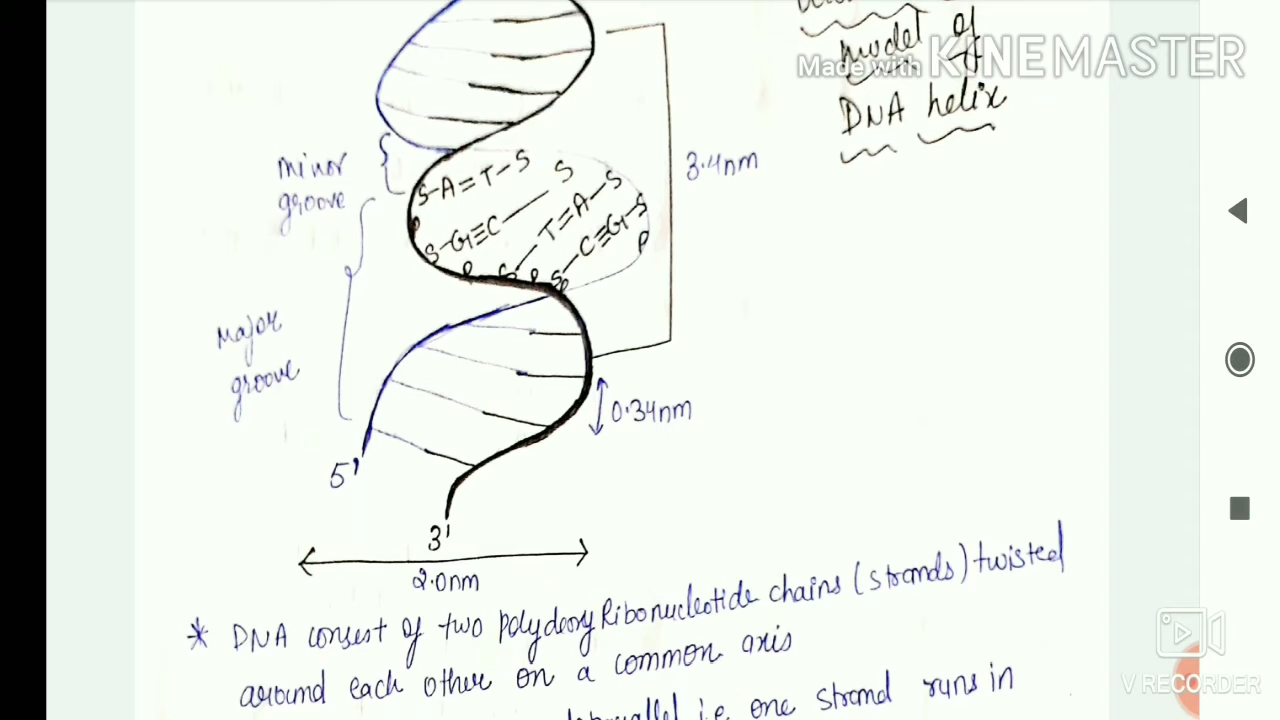 model of
Made with KINEMASTER
DNA helix
minor
groove
3.4nm
S-A=T-S
S
S-G≡C
T=A-S
S
C≡G-S
S
P
P
P
P
P
major
groove
0.34nm
5'
3'
2.0nm
* DNA consest of two polydeoxyRibonucleotide chains (strands) twisted
around each other on a common axis
i.e one strand runs in
V RECORDER